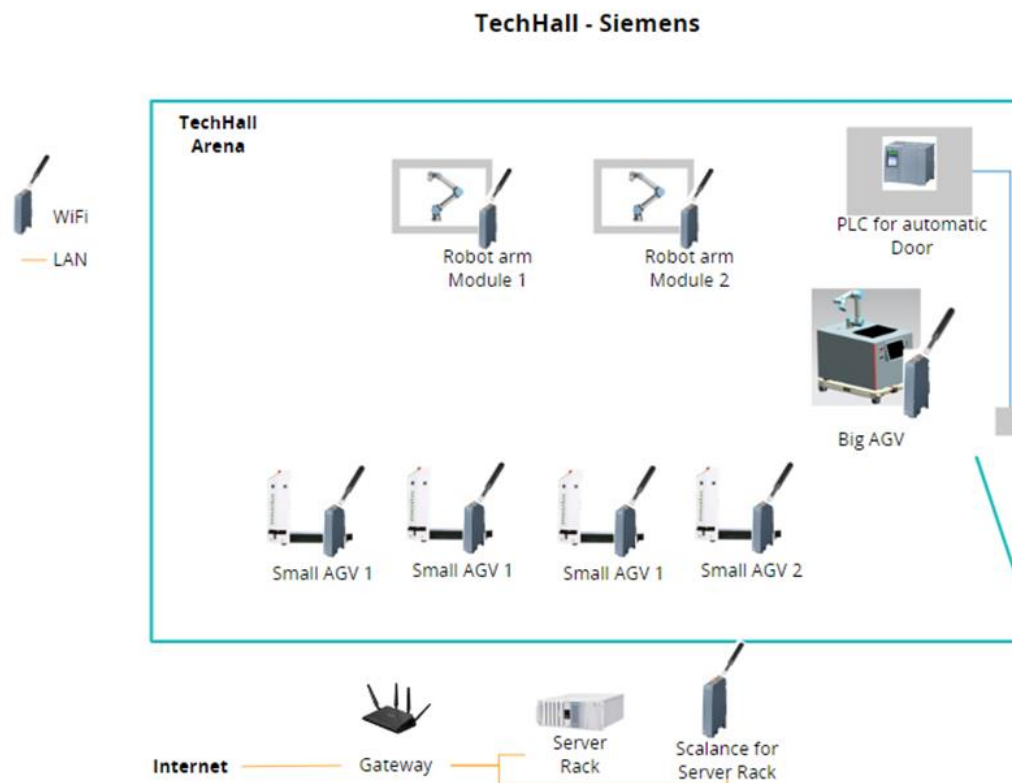 TechHall - Siemens
TechHall
Arena
WiFi
LAN
Robot arm
Module 1
Robot arm
Module 2
PLC for automatic
Door
Big AGV
Small AGV 1
Small AGV 1
Small AGV 1
Small AGV 2
Internet
Gateway
Server
Rack
Scalance for
Server Rack